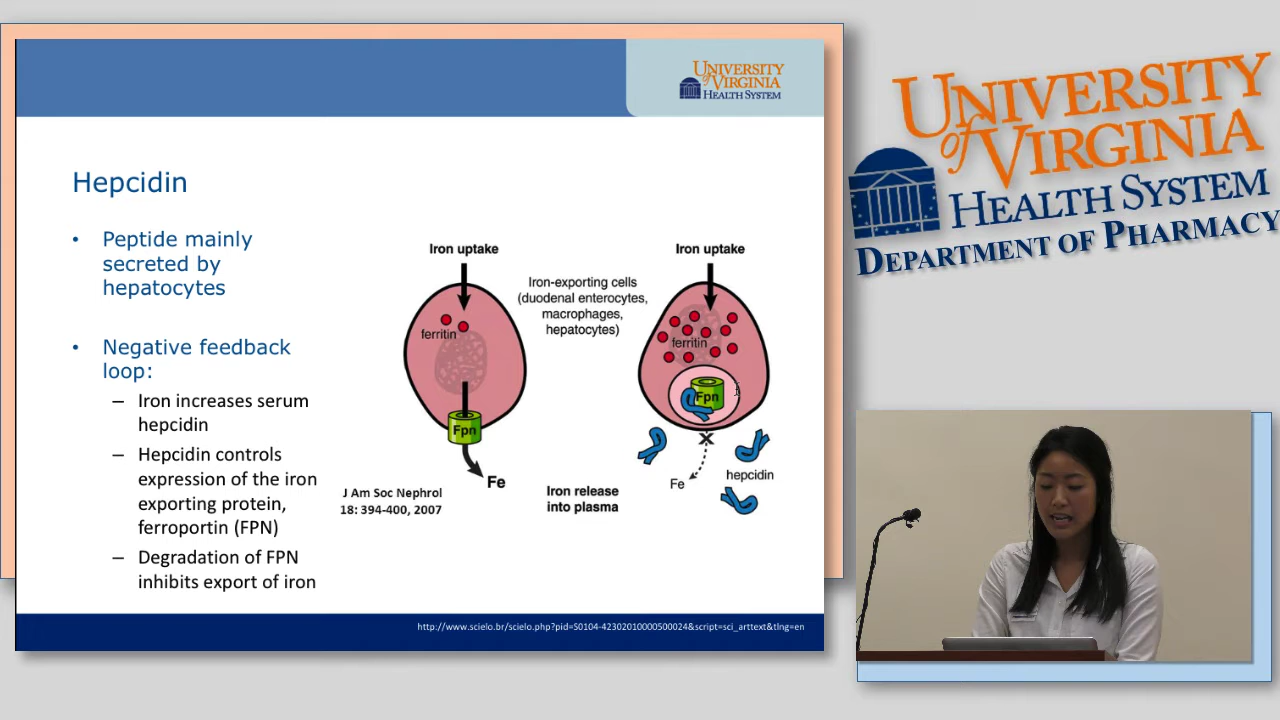 UNIVERSITY
of VIRGINIA
HEALTH SYSTEM
Hepcidin
• Peptide mainly
secreted by
hepatocytes
• Negative feedback
loop:
– Iron increases serum
hepcidin
– Hepcidin controls
expression of the iron
exporting protein,
ferroportin (FPN)
– Degradation of FPN
inhibits export of iron
Iron uptake
ferritin
Fpn
Fe
J Am Soc Nephrol
18: 394-400, 2007
Iron-exporting cells
(duodenal enterocytes,
macrophages,
hepatocytes)
Iron release
into plasma
Iron uptake
ferritin
Fpn
X
Fe
hepcidin
http://www.scielo.br/scielo.php?pid=S0104-42302010000500024&script=sci_arttext&tlng=en
UNIVERSITY
of VIRGINIA
HEALTH SYSTEM
DEPARTMENT OF PHARMACY